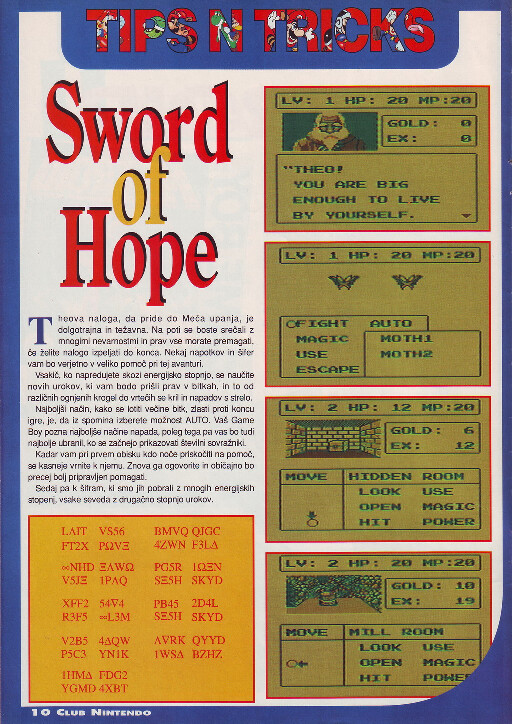 TIPS N TRICKS
Sword
of
Hope
Theova naloga, da pride do Meča upanja, je
dolgotrajna in težavna. Na poti se boste srečali z
mnogimi nevarnostmi in prav vse morate premagati,
če želite nalogo izpeljati do konca. Nekaj napotkov in šifer
vam bo verjetno v veliko pomoč pri tej avanturi.
Vsakič, ko napredujete skozi energijsko stopnjo, se naučite
novih urokov, ki vam bodo prišli prav v bitkah, in to od
različnih ognjenih krogel do vrtečih se kril in napadov s strelo.
Najboljši način, kako se lotiti večine bitk, zlasti proti koncu
igre, je, da iz spomina izberete možnost AUTO. Vaš Game
Boy pozna najboljše načine napada, poleg tega pa vas bo tudi
najbolje ubranil, ko se začnejo prikazovati številni sovražniki.
Kadar vam pri prvem obisku kdo noče priskočiti na pomoč,
se kasneje vrnite k njemu. Znova ga ogovorite in običajno bo
precej bolj pripravljen pomagati.
Sedaj pa k šifram, ki smo jih pobrali z mnogih energijskih
stopenj, vsake seveda z drugačno stopnjo urokov.
LAIT VS56 BMVQ QJGC
FT2X PΩVΞ 4ZWN F3LΔ
∞NHD ΞAWΩ PG5R 1ΩΞN
V5JΞ 1PAQ SΞ5H SKYD
XFF2 54∇4 PB45 2D4L
R3F5 ∞L3M SΞ5H SKYD
V2B5 4ΔQW AVRK QYYD
P5C3 YN1K 1WSΔ BZHZ
1HMΔ FDG2
YGMD 4XBT
LV: 1 HP: 20 MP:20
GOLD: 0
EX: 0
"THEO!
YOU ARE BIG
ENOUGH TO LIVE
BY YOURSELF.
LV: 1 HP: 20 MP:20
FIGHT AUTO
MAGIC MOTH1
USE MOTH2
ESCAPE
LV: 2 HP: 12 MP:20
GOLD: 6
EX: 12
MOVE HIDDEN ROOM
LOOK USE
OPEN MAGIC
HIT POWER
LV: 2 HP: 20 MP:20
GOLD: 10
EX: 19
MOVE MILL ROOM
LOOK USE
OPEN MAGIC
HIT POWE
10 CLUB NINTENDO